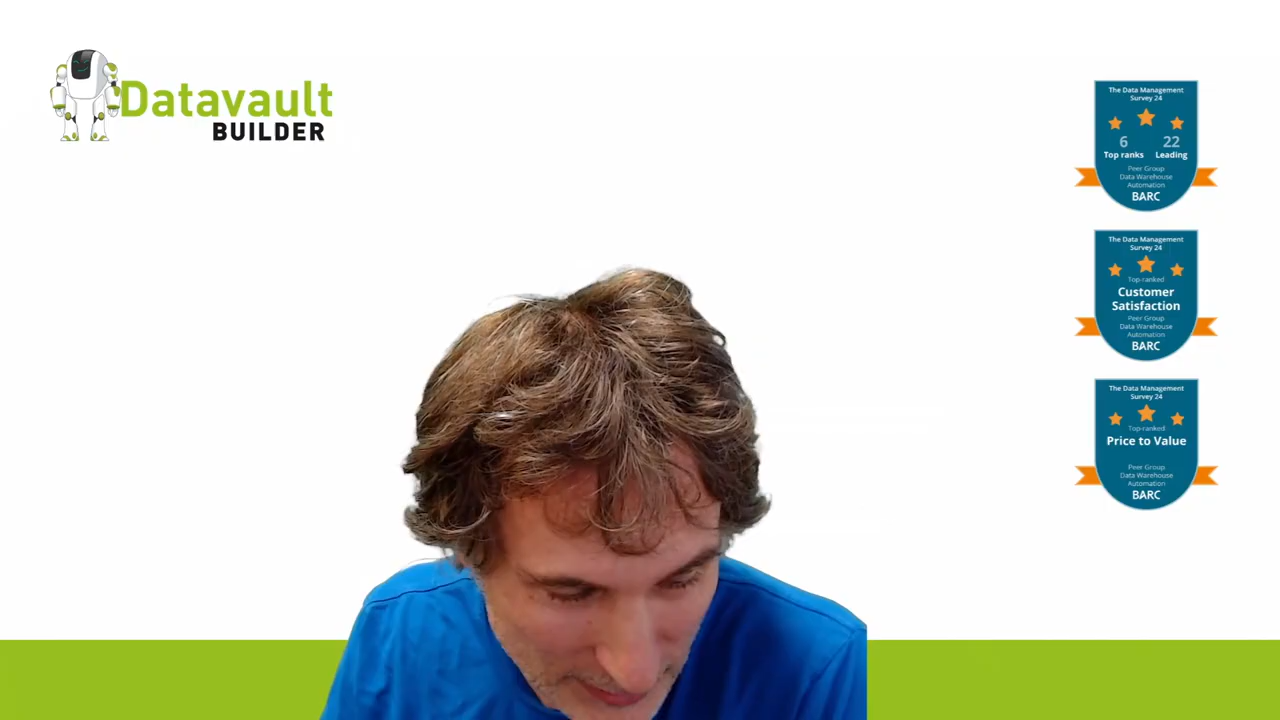 Datavault
BUILDER
The Data Management
Survey 24
6
22
Top ranks
Leading
Peer Group
Data Warehouse
Automation
BARC
The Data Management
Survey 24
Top-ranked
Customer
Satisfaction
Peer Group
Data Warehouse
Automation
BARC
The Data Management
Survey 24
Top-ranked
Price to Value
Peer Group
Data Warehouse
Automation
BARC